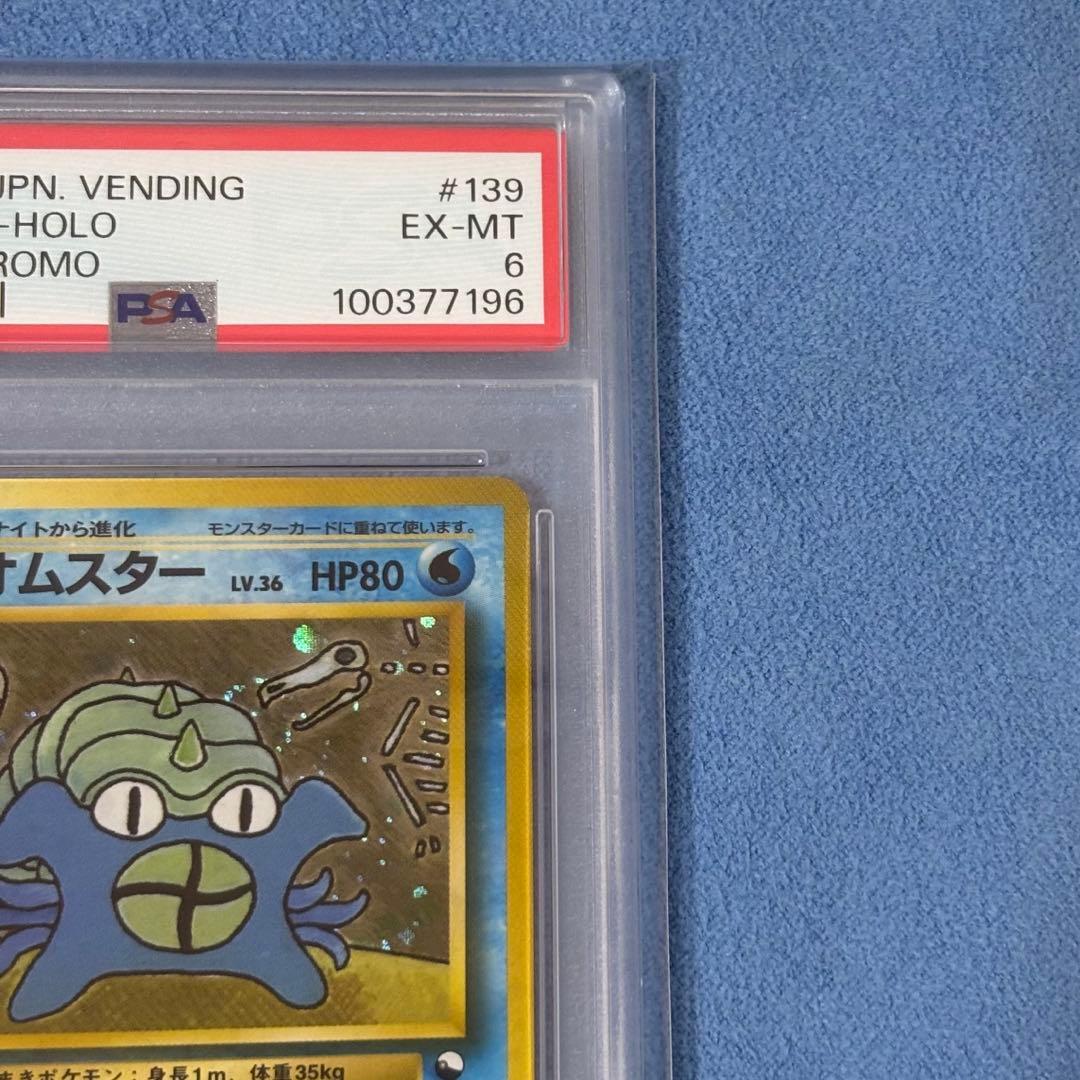 JPN. VENDING #139
-HOLO EX-MT
ROMO 6
PSA 100377196
ナイトから進化 モンスターカードに重ねて使います。
オムスター LV.36 HP80
まきポケモン:身長1m、体重35kg